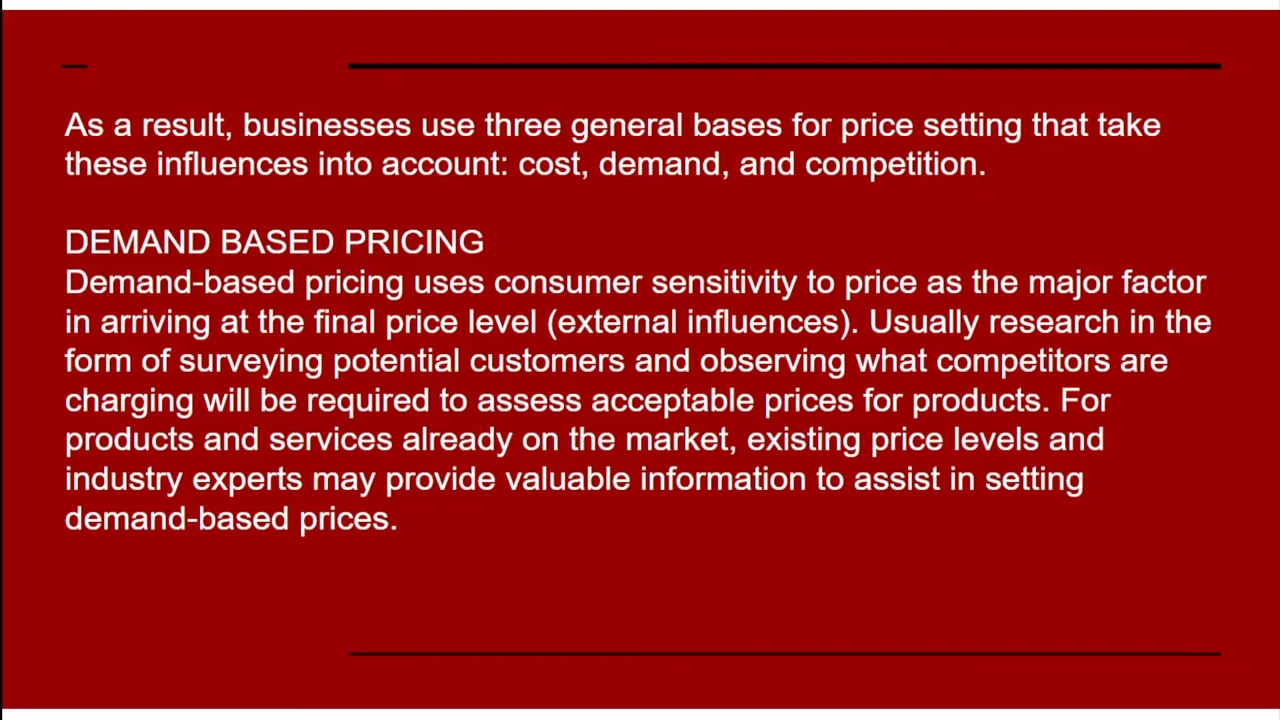 As a result, businesses use three general bases for price setting that take
these influences into account: cost, demand, and competition.
DEMAND BASED PRICING
Demand-based pricing uses consumer sensitivity to price as the major factor
in arriving at the final price level (external influences). Usually research in the
form of surveying potential customers and observing what competitors are
charging will be required to assess acceptable prices for products. For
products and services already on the market, existing price levels and
industry experts may provide valuable information to assist in setting
demand-based prices.